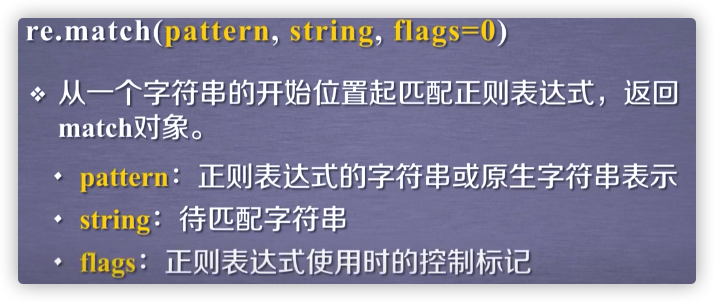 re.match(pattern, string, flags=0)
❖ 从一个字符串的开始位置起匹配正则表达式，返回
match对象。
• pattern：正则表达式的字符串或原生字符串表示
• string：待匹配字符串
• flags：正则表达式使用时的控制标记